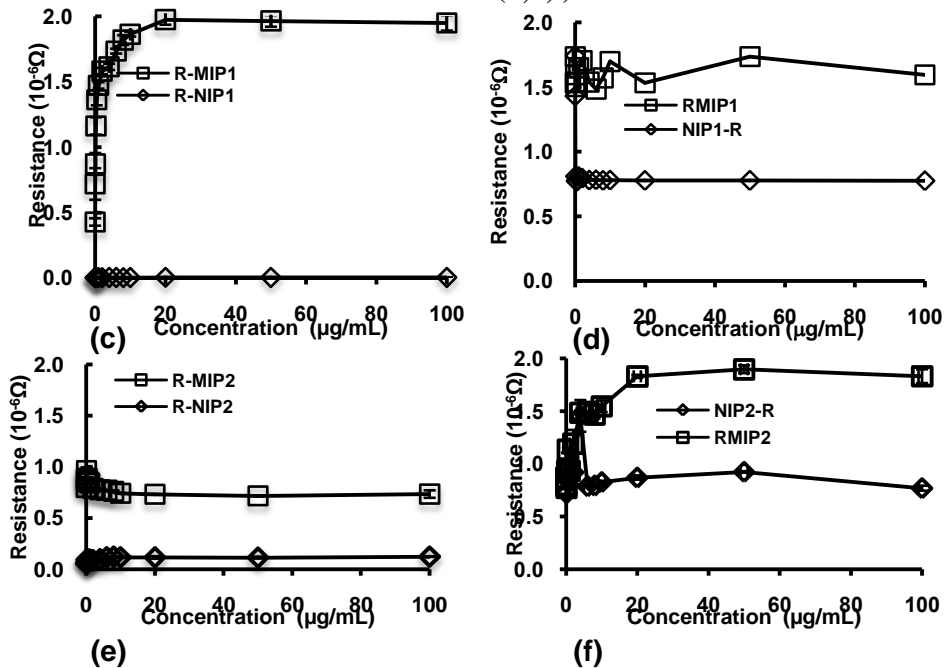 2.0
1.5
1.0
0.5
0.0
Resistance (10⁻⁶Ω)
R-MIP1
R-NIP1
0 20 40 60 80 100
Concentration (µg/mL)
(c)
2.0
1.5
1.0
0.5
0.0
Resistance (10⁻⁶Ω)
RMIP1
NIP1-R
0 20 40 60 80 100
Concentration (µg/mL)
(d)
2.0
1.5
1.0
0.5
0.0
Resistance (10⁻⁶Ω)
R-MIP2
R-NIP2
0 20 40 60 80 100
Concentration (µg/mL)
(e)
2.0
1.5
1.0
0.5
0.0
Resistance (10⁻⁶Ω)
NIP2-R
RMIP2
0 20 40 60 80 100
Concentration (µg/mL)
(f)